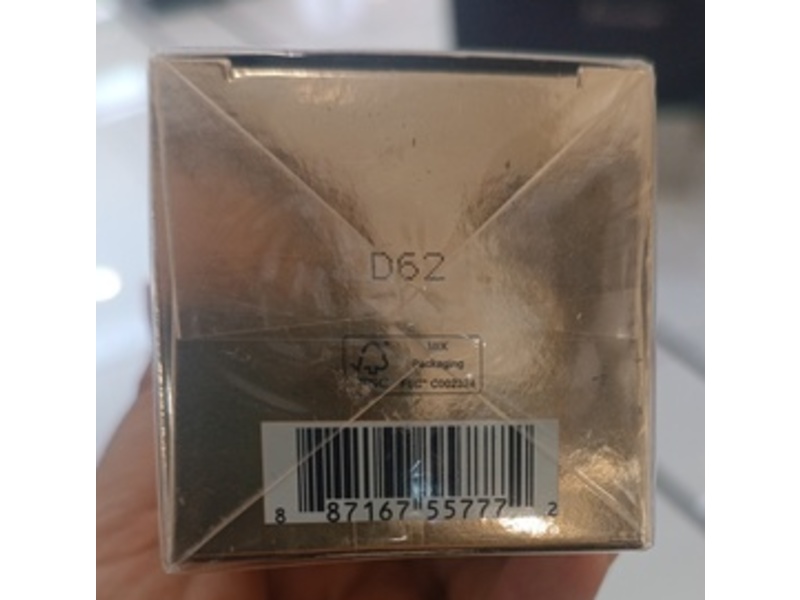 D62
MIX
Packaging
FSC® C002324
8 87167 55777 2